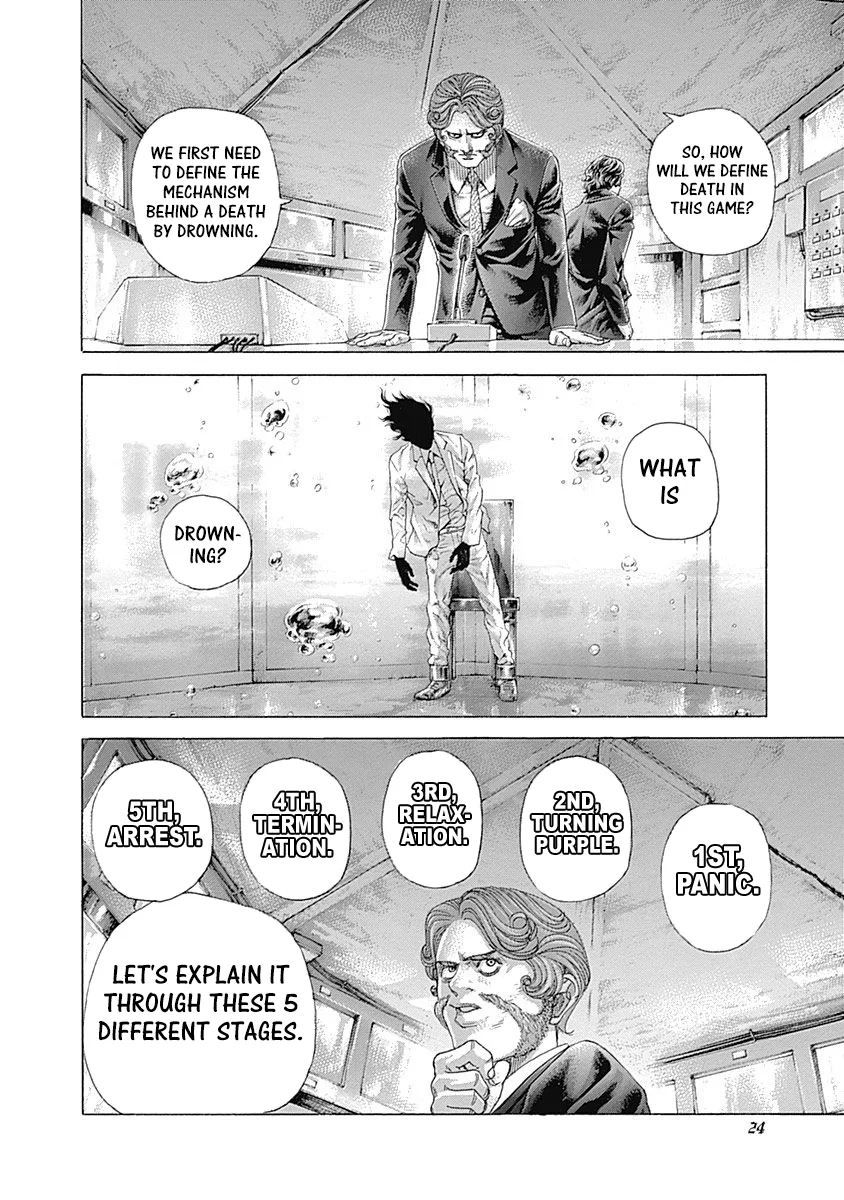 SO, HOW
WILL WE DEFINE
DEATH IN
THIS GAME?
WE FIRST NEED
TO DEFINE THE
MECHANISM
BEHIND A DEATH
BY DROWNING.
WHAT
IS
DROWN-
ING?
1ST,
PANIC.
2ND,
TURNING
PURPLE.
3RD,
RELAX-
ATION.
4TH,
TERMIN-
ATION.
5TH,
ARREST.
LET'S EXPLAIN IT
THROUGH THESE 5
DIFFERENT STAGES.
24